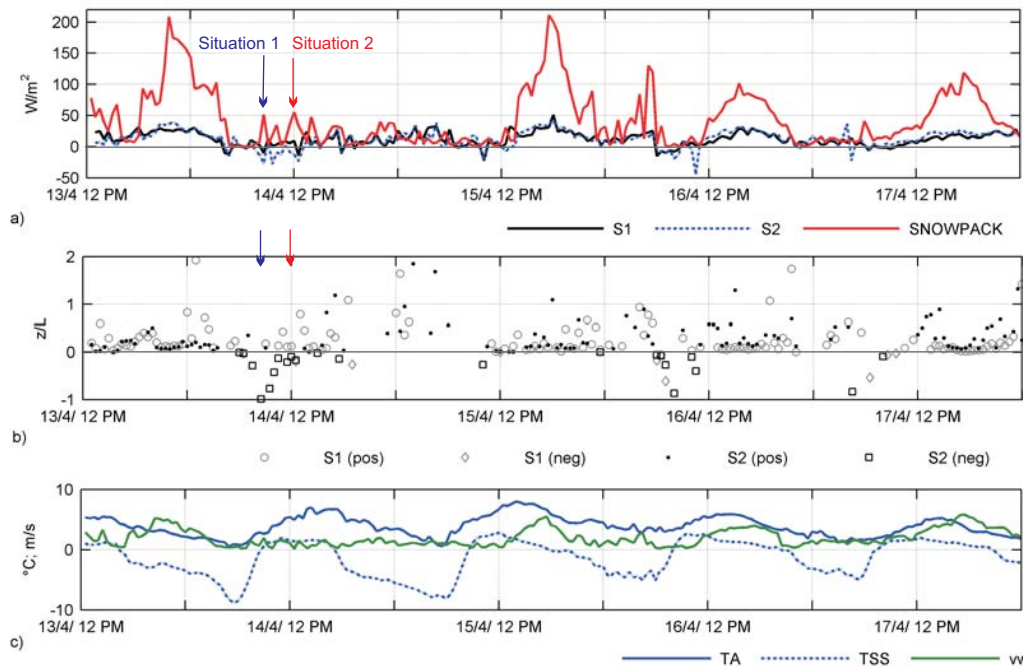 200
Situation 1 Situation 2
150
W/m²
100
50
0
-50
13/4 12 PM 14/4 12 PM 15/4 12 PM 16/4 12 PM 17/4 12 PM
a)
S1 S2 SNOWPACK
2
1
z/L
0
-1
13/4/ 12 PM 14/4/ 12 PM 15/4/ 12 PM 16/4/ 12 PM 17/4/ 12 PM
b)
S1 (pos) S1 (neg) S2 (pos) S2 (neg)
10
°C; m/s
0
-10
13/4/ 12 PM 14/4/ 12 PM 15/4/ 12 PM 16/4/ 12 PM 17/4/ 12 PM
c)
TA TSS